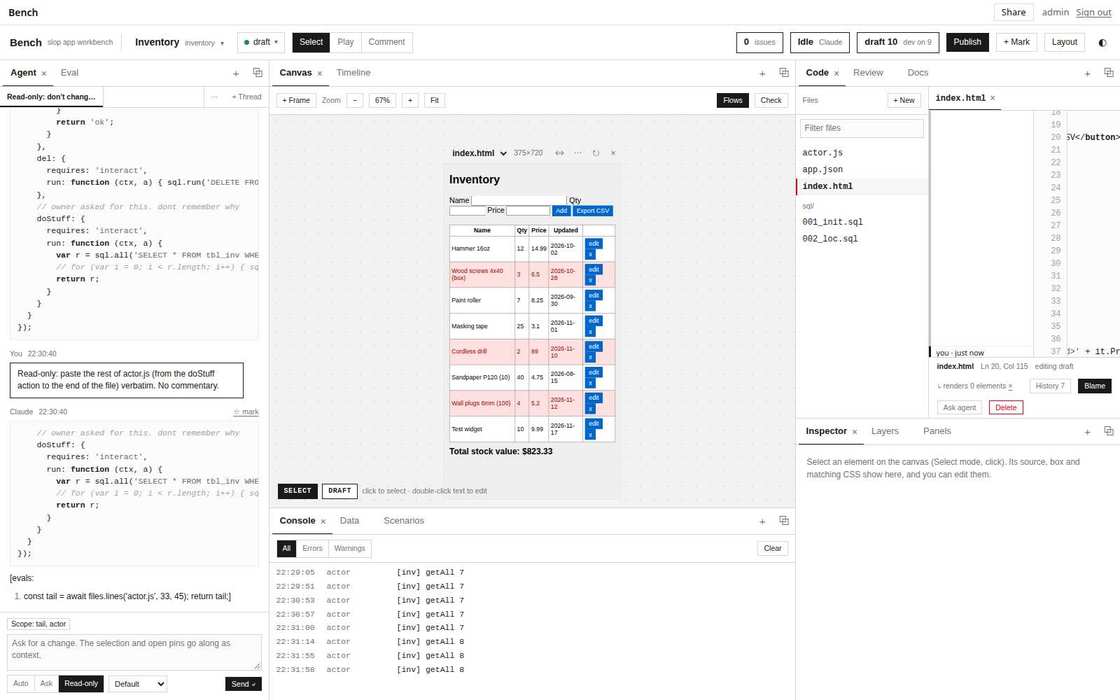 Bench
Share admin Sign out
Bench slop app workbench Inventory inventory draft Select Play Comment
0 issues Idle Claude draft 10 dev on 9 Publish + Mark Layout
Agent × Eval
Read-only: don't chang… ··· + Thread
}
return 'ok';
}
},
del: {
requires: 'interact',
run: function (ctx, a) { sql.run('DELETE FRO
},
// owner asked for this. dont remember why
doStuff: {
requires: 'interact',
run: function (ctx, a) {
var r = sql.all('SELECT * FROM tbl_inv WHE
// for (var i = 0; i < r.length; i++) { sq
return r;
}
}
}
});
You 22:30:40
Read-only: paste the rest of actor.js (from the doStuff
action to the end of the file) verbatim. No commentary.
Claude 22:30:40 ☆ mark
// owner asked for this. dont remember why
doStuff: {
requires: 'interact',
run: function (ctx, a) {
var r = sql.all('SELECT * FROM tbl_inv WHE
// for (var i = 0; i < r.length; i++) { sq
return r;
}
}
}
});
[evals:
1. const tail = await files.lines('actor.js', 33, 45); return tail;]
Scope: tail, actor
Ask for a change. The selection and open pins go along as
context.
Auto Ask Read-only Default Send
Canvas × Timeline
+ Frame Zoom − 67% + Fit Flows Check
index.html 375×720 ··· ×
Inventory
Name Qty
Price Add Export CSV
Name Qty Price Updated
Hammer 16oz 12 14.99 2026-10-02 edit x
Wood screws 4x40 (box) 3 6.5 2026-10-28 edit x
Paint roller 7 8.25 2026-09-30 edit x
Masking tape 25 3.1 2026-11-01 edit x
Cordless drill 2 89 2026-11-10 edit x
Sandpaper P120 (10) 40 4.75 2026-08-15 edit x
Wall plugs 6mm (100) 4 5.2 2026-11-12 edit x
Test widget 10 9.99 2026-11-17 edit x
Total stock value: $823.33
SELECT DRAFT click to select · double-click text to edit
Console × Data Scenarios
All Errors Warnings Clear
22:29:05 actor [inv] getAll 7
22:29:51 actor [inv] getAll 7
22:30:53 actor [inv] getAll 7
22:30:57 actor [inv] getAll 7
22:31:00 actor [inv] getAll 7
22:31:14 actor [inv] getAll 8
22:31:55 actor [inv] getAll 8
22:31:58 actor [inv] getAll 8
Code × Review Docs
Files + New
Filter files
actor.js
app.json
index.html
sql/
001_init.sql
002_loc.sql
index.html ×
18
19
20 SV</button>
21
22
23
24
25
26
27
28
29
30
31
32
33
34
35
36
you · just now 37 d>' + it.Pr
index.html Ln 20, Col 115 editing draft
renders 0 elements × History 7 Blame
Ask agent Delete
Inspector × Layers Panels
Select an element on the canvas (Select mode, click). Its source, box and
matching CSS show here, and you can edit them.